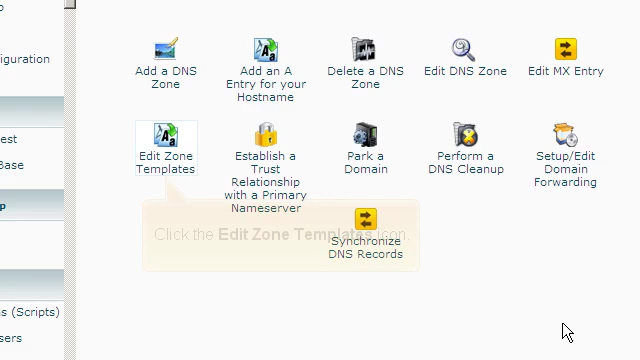 iguration
est
Base
p
s (Scripts)
sers
Add a DNS
Zone
Add an A
Entry for your
Hostname
Delete a DNS
Zone
Edit DNS Zone
Edit MX Entry
Edit Zone
Templates
Establish a
Trust
Relationship
with a Primary
Nameserver
Park a
Domain
Perform a
DNS Cleanup
Setup/Edit
Domain
Forwarding
Click the Edit Zone Templates icon.
Synchronize
DNS Records